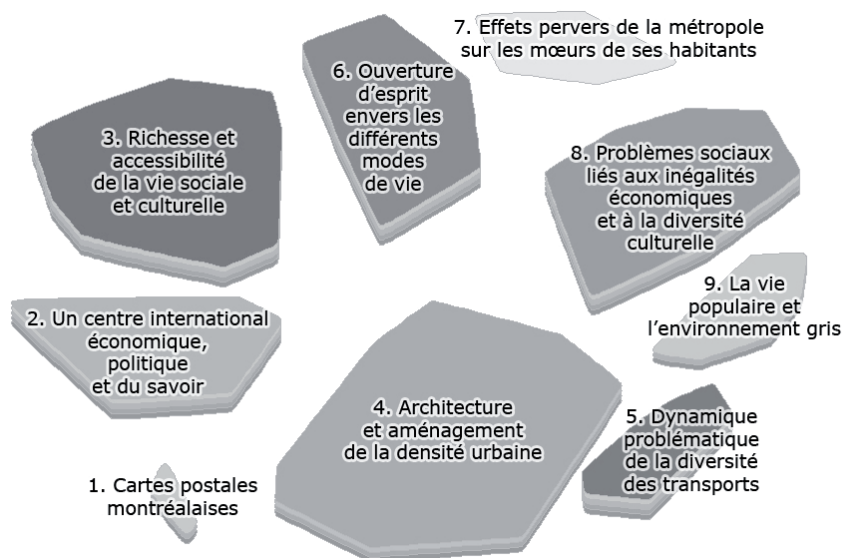 7. Effets pervers de la métropole
sur les mœurs de ses habitants
6. Ouverture
d’esprit
envers les
différents
modes
de vie
3. Richesse et
accessibilité
de la vie sociale
et culturelle
8. Problèmes sociaux
liés aux inégalités
économiques
et à la diversité
culturelle
9. La vie
populaire et
l’environnement gris
2. Un centre international
économique,
politique
et du savoir
4. Architecture
et aménagement
de la densité urbaine
5. Dynamique
problématique
de la diversité
des transports
1. Cartes postales
montréalaises